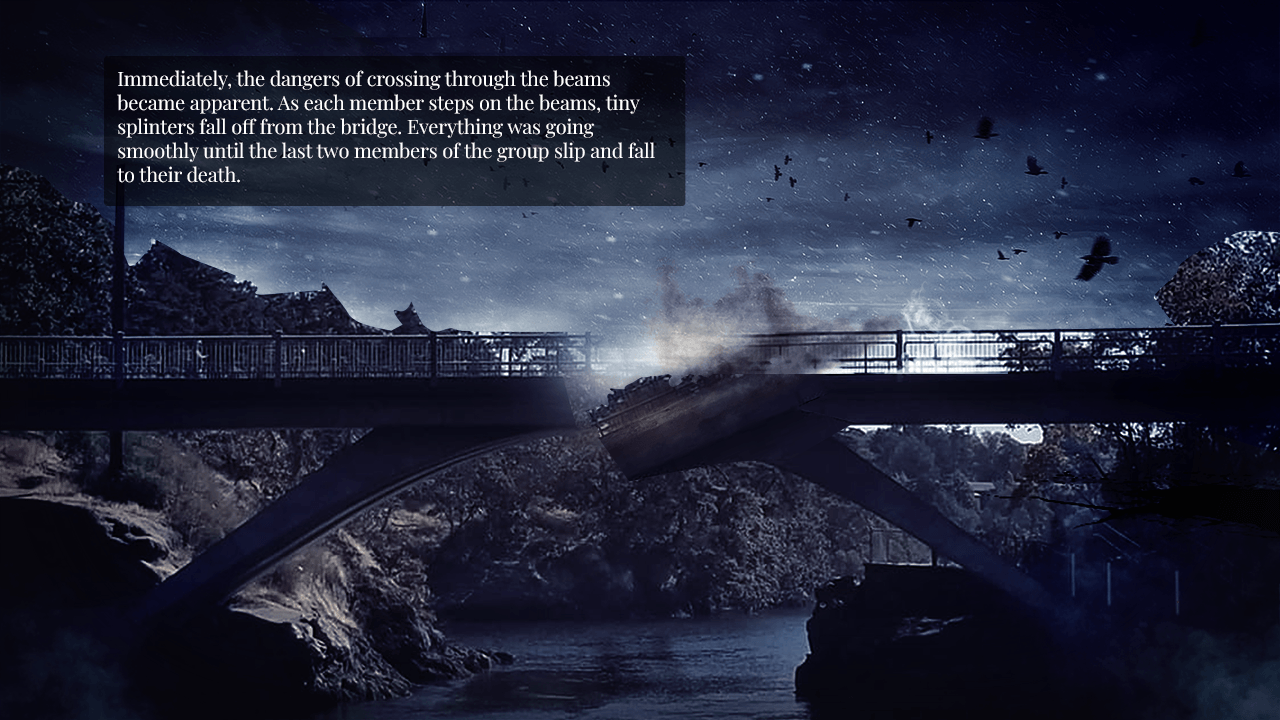 Immediately, the dangers of crossing through the beams
became apparent. As each member steps on the beams, tiny
splinters fall off from the bridge. Everything was going
smoothly until the last two members of the group slip and fall
to their death.